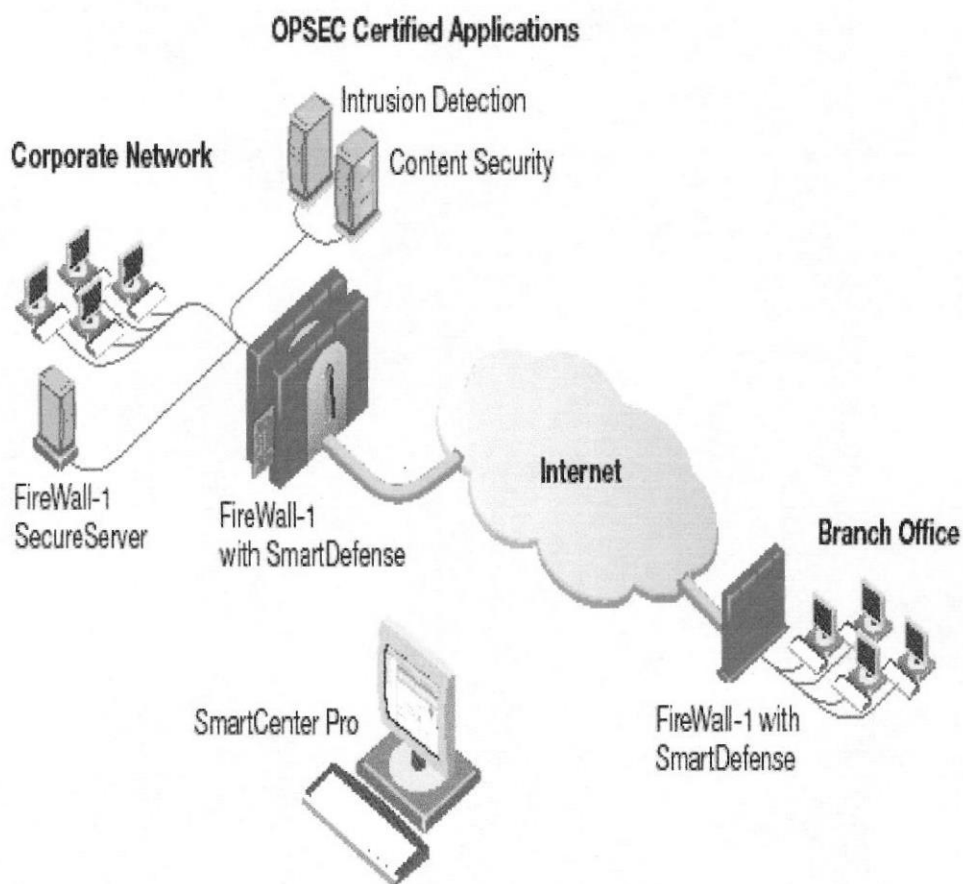 OPSEC Certified Applications
Intrusion Detection
Corporate Network
Content Security
FireWall-1
SecureServer
FireWall-1
with SmartDefense
Internet
Branch Office
SmartCenter Pro
FireWall-1 with
SmartDefense